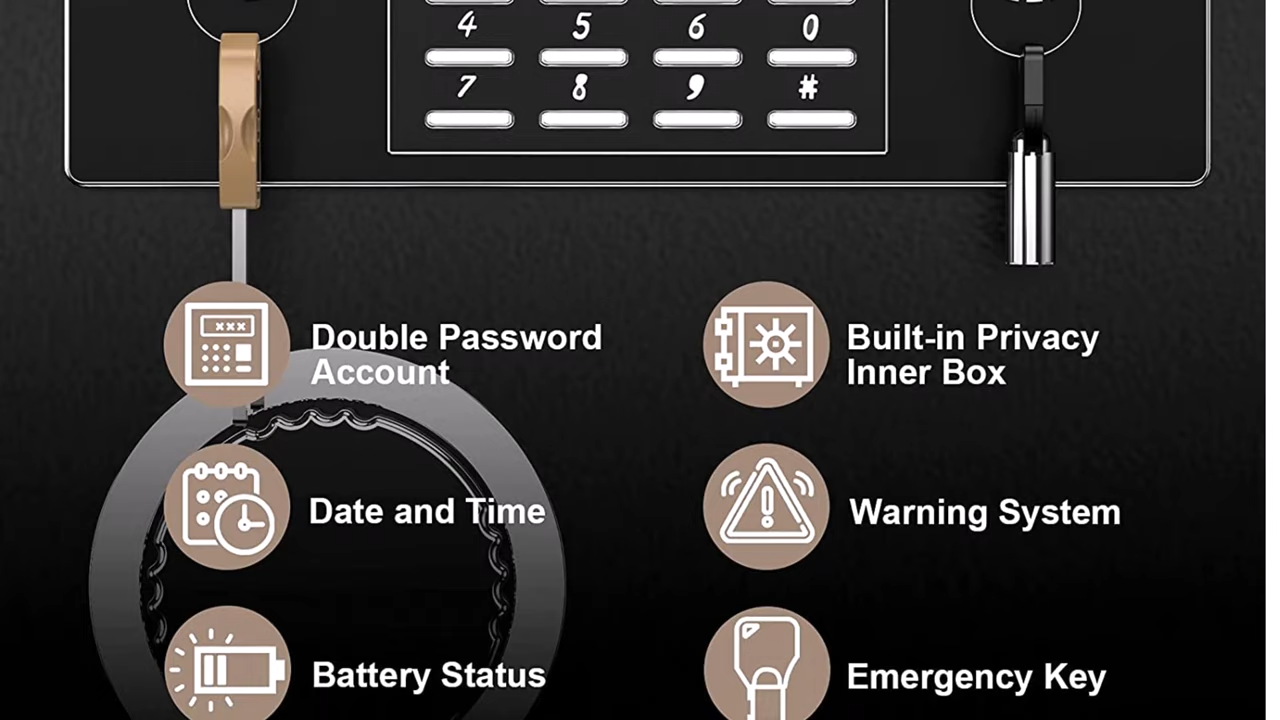 4 5 6 0
7 8 9 #
xxx
Double Password
Account
Built-in Privacy
Inner Box
Date and Time
Warning System
Battery Status
Emergency Key